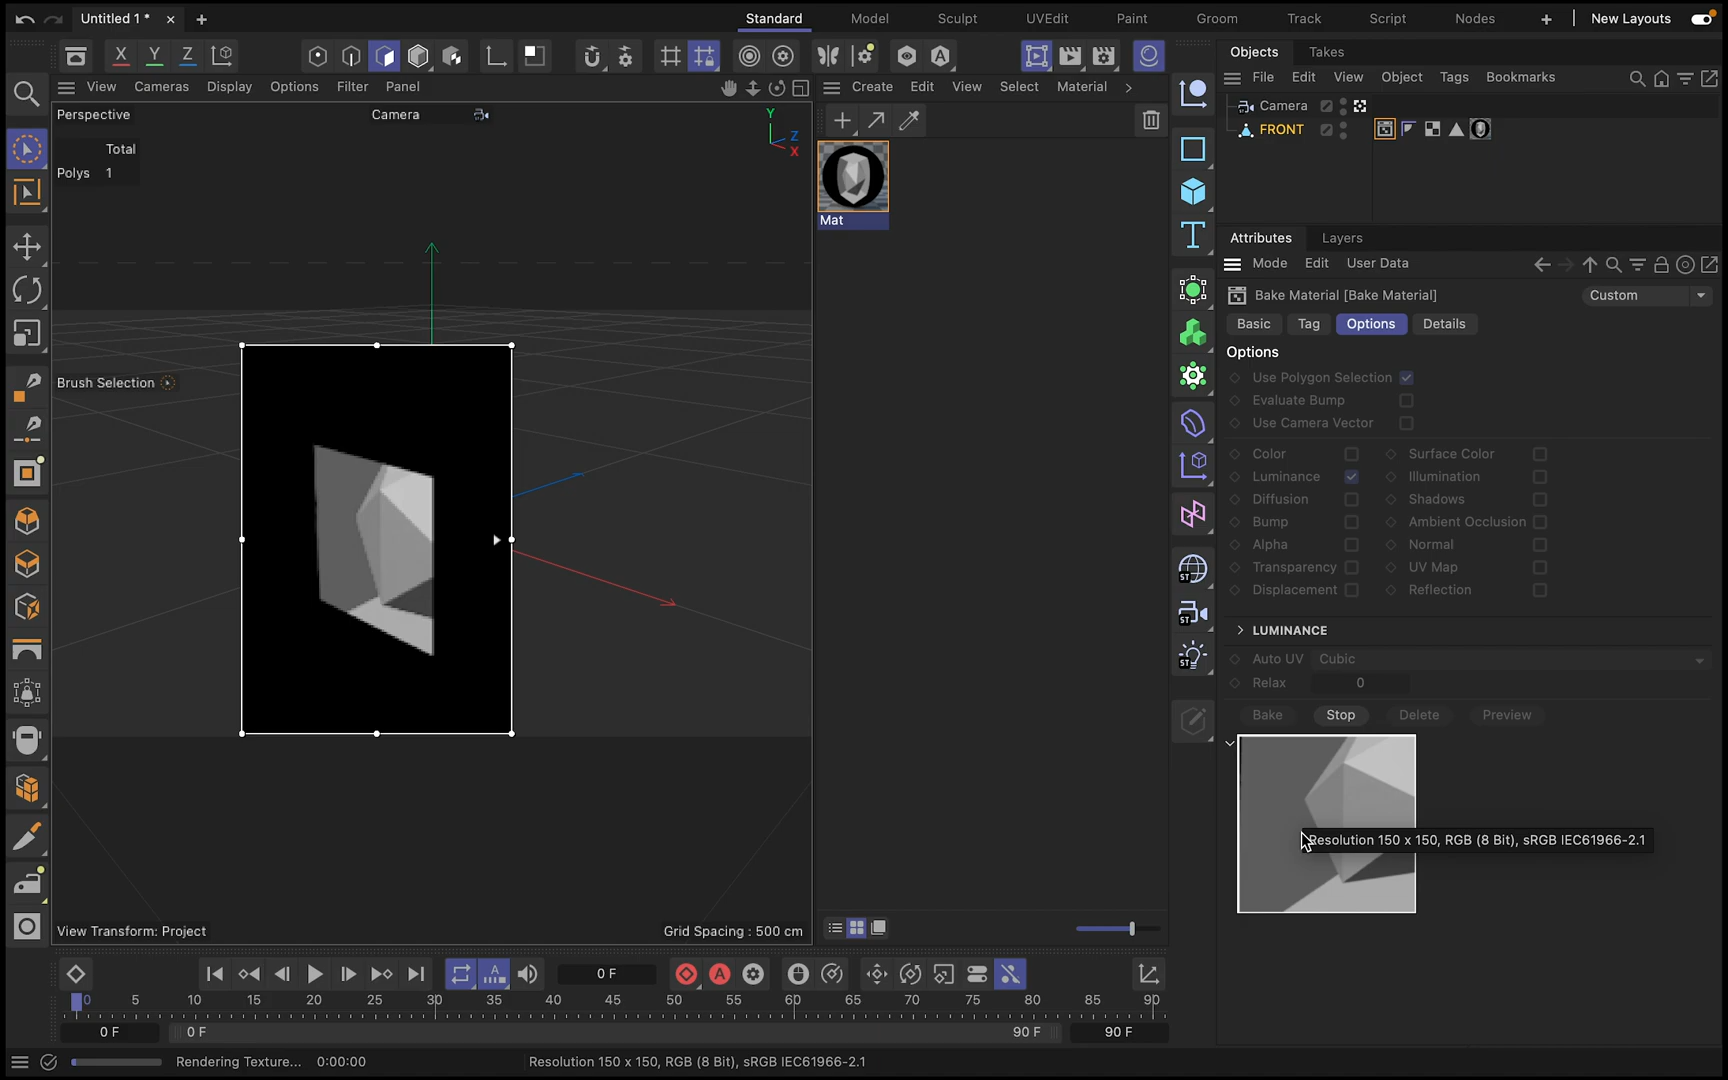 Untitled 1 *
Standard
Model
Sculpt
UVEdit
Paint
Groom
Track
Script
Nodes
New Layouts
X
Y
Z
Objects
Takes
View
Cameras
Display
Options
Filter
Panel
Create
Edit
View
Select
Material
File
Edit
View
Object
Tags
Bookmarks
Perspective
Camera
Y
Z
X
Total
Polys 1
Mat
Brush Selection
Camera
FRONT
Attributes
Layers
Mode
Edit
User Data
Bake Material [Bake Material]
Custom
Basic
Tag
Options
Details
Options
Use Polygon Selection
Evaluate Bump
Use Camera Vector
Color
Surface Color
Luminance
Illumination
Diffusion
Shadows
Bump
Ambient Occlusion
Alpha
Normal
Transparency
UV Map
Displacement
Reflection
LUMINANCE
Auto UV
Cubic
Relax
0
Bake
Stop
Delete
Preview
Resolution 150 x 150, RGB (8 Bit), sRGB IEC61966-2.1
ST
ST
ST
View Transform: Project
Grid Spacing : 500 cm
0 F
0 5 10 15 20 25 30 35 40 45 50 55 60 65 70 75 80 85 90
0 F
0 F
90 F
90 F
Rendering Texture... 0:00:00
Resolution 150 x 150, RGB (8 Bit), sRGB IEC61966-2.1